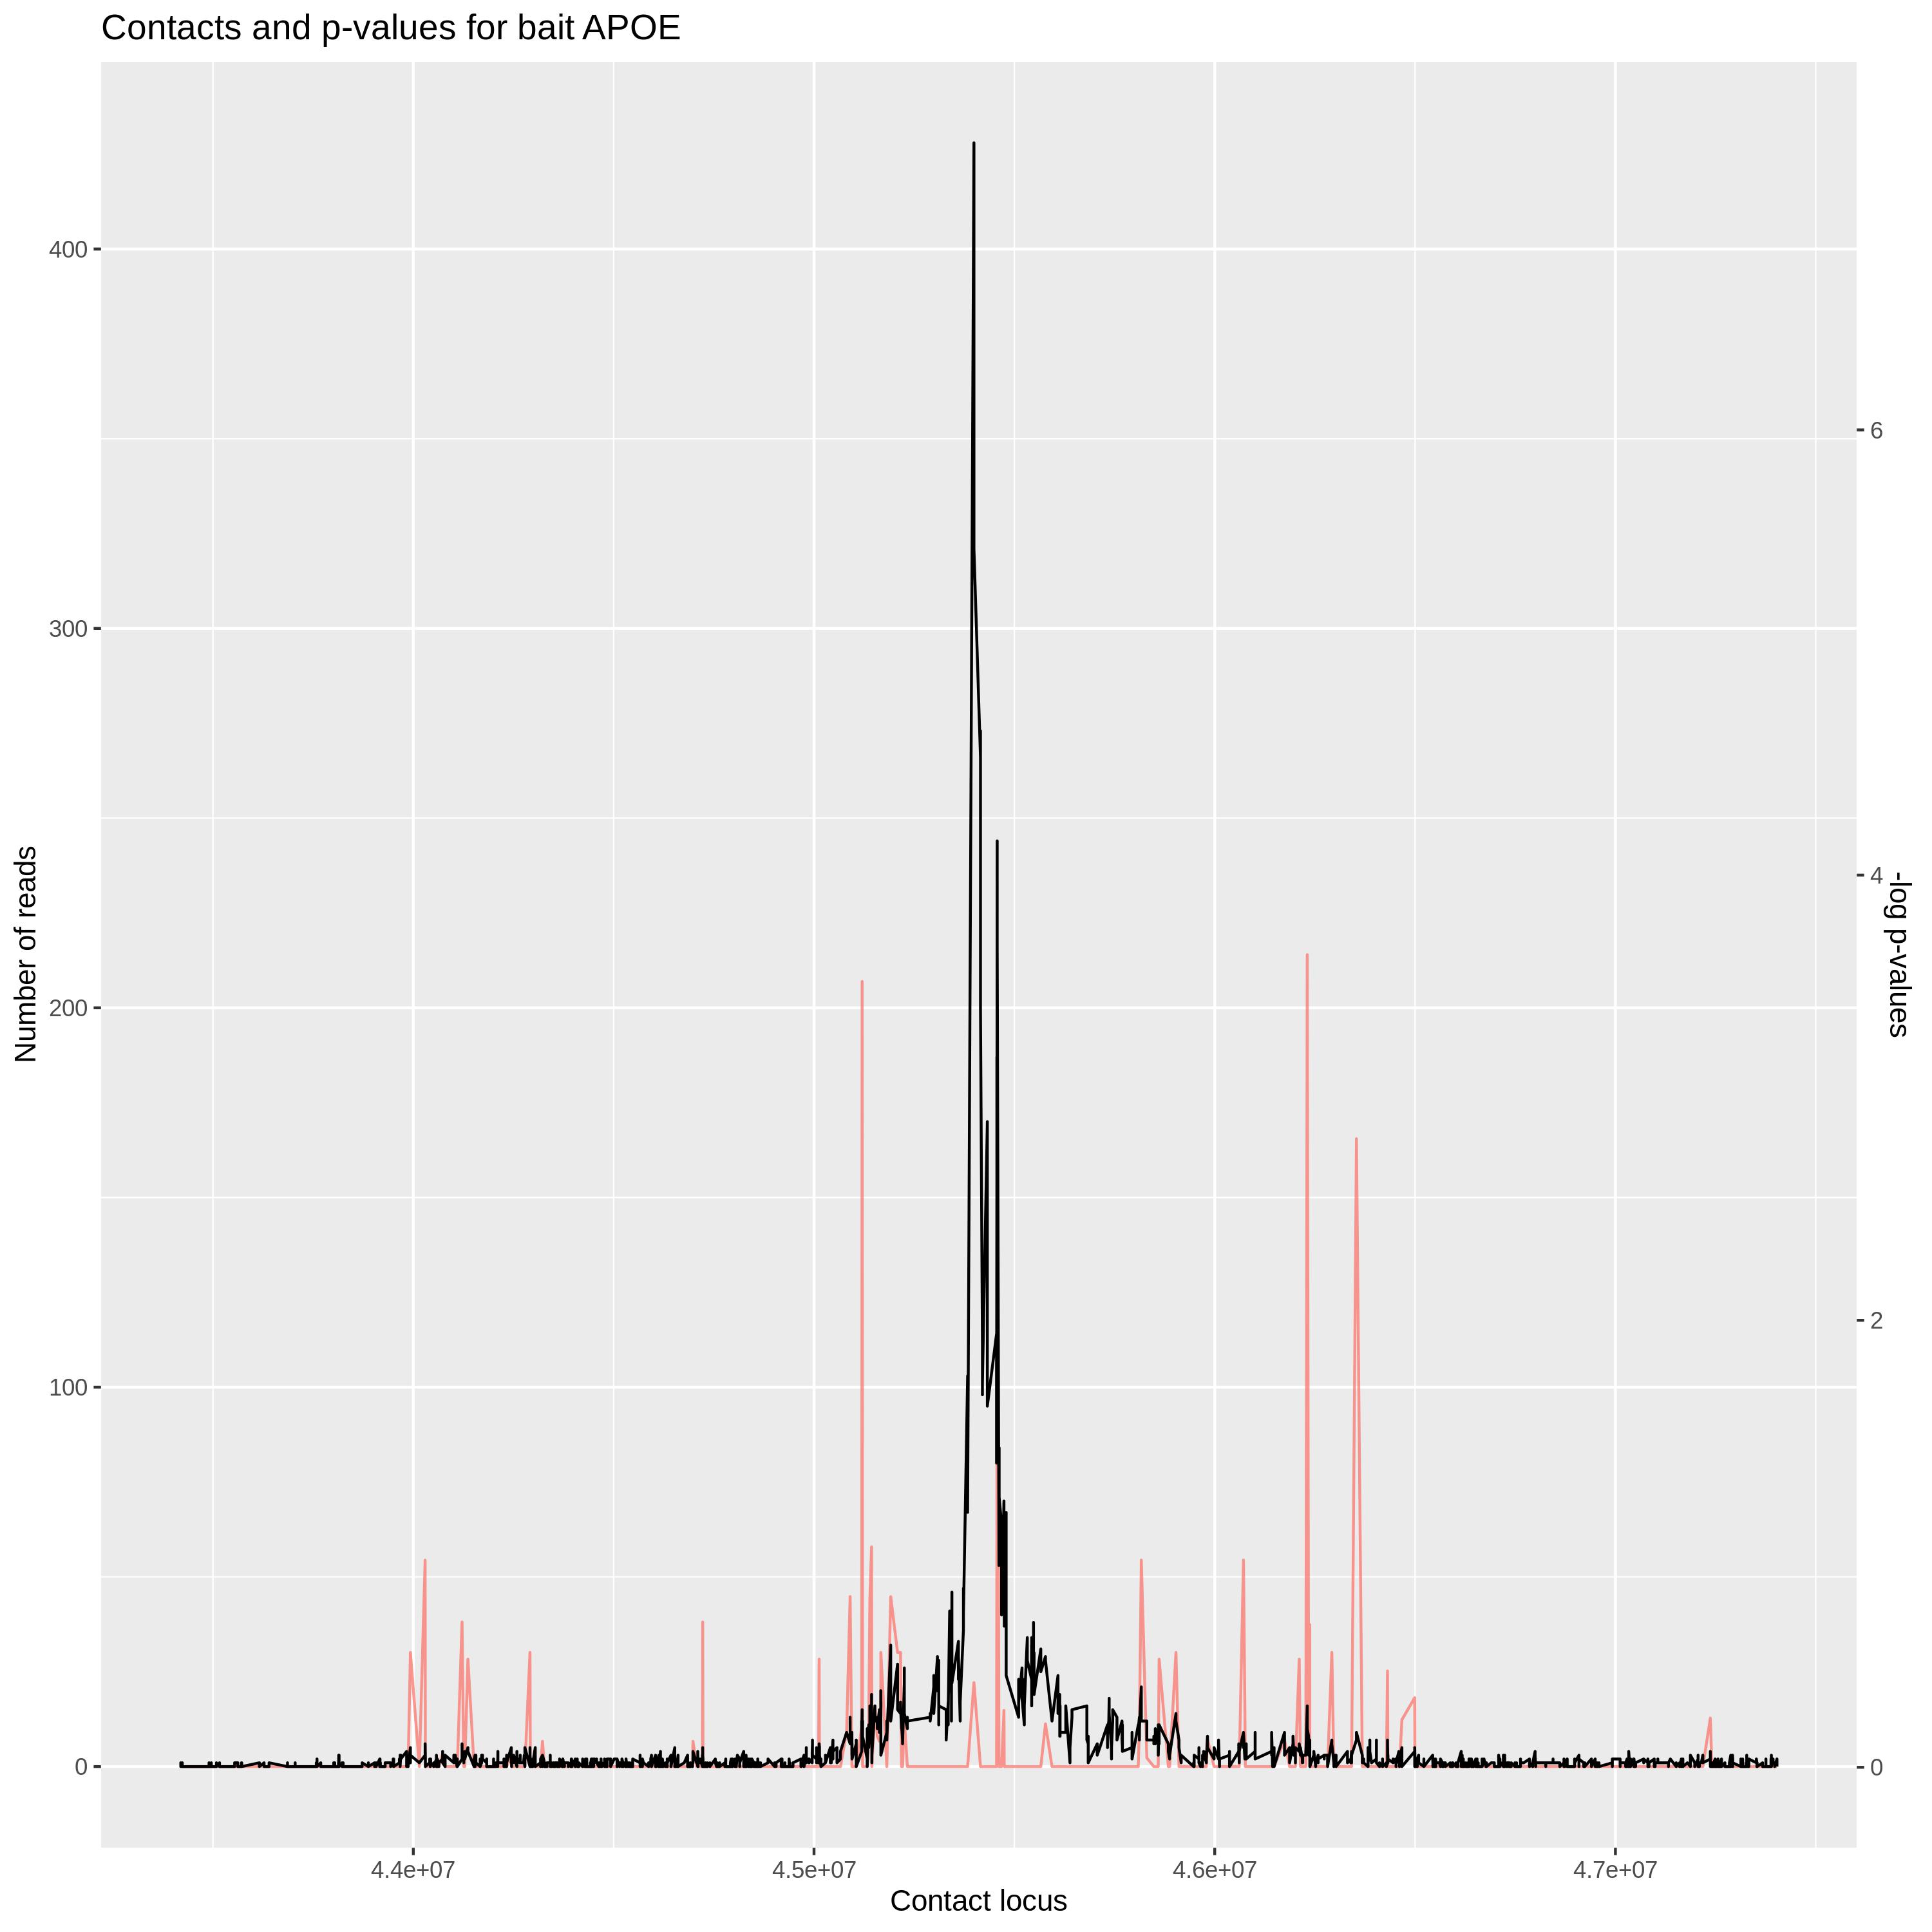 Contacts and p-values for bait APOE
400
300
200
100
0
Number of reads
6
4
2
0
-log p-values
4.4e+07
4.5e+07
4.6e+07
4.7e+07
Contact locus